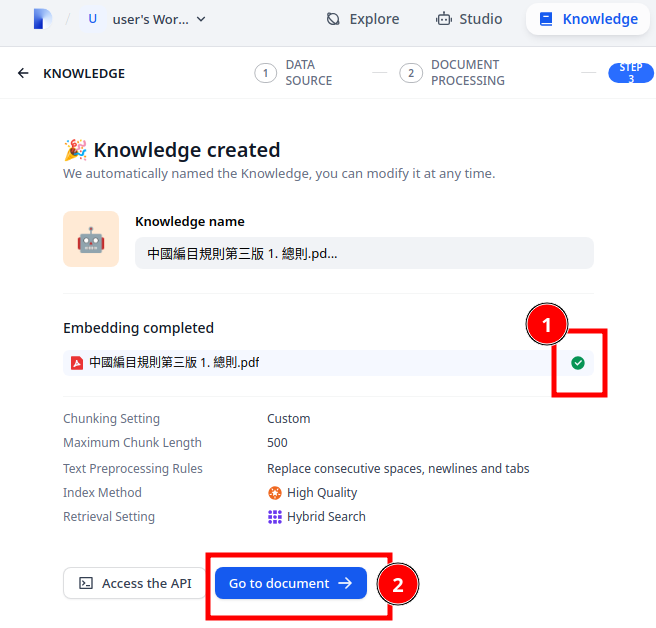 U user's Wor... Explore Studio Knowledge
KNOWLEDGE 1 DATA SOURCE 2 DOCUMENT PROCESSING STEP 3
🎉 Knowledge created
We automatically named the Knowledge, you can modify it at any time.
Knowledge name
中國編目規則第三版 1. 總則.pd...
Embedding completed
1
中國編目規則第三版 1. 總則.pdf
Chunking Setting Custom
Maximum Chunk Length 500
Text Preprocessing Rules Replace consecutive spaces, newlines and tabs
Index Method High Quality
Retrieval Setting Hybrid Search
Access the API Go to document → 2